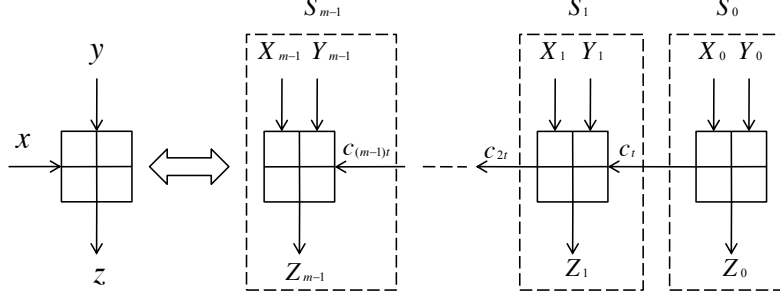 S_{m-1} S_1 S_0
y X_{m-1} Y_{m-1} X_1 Y_1 X_0 Y_0
x c_{(m-1)t} c_{2t} c_t
z Z_{m-1} Z_1 Z_0